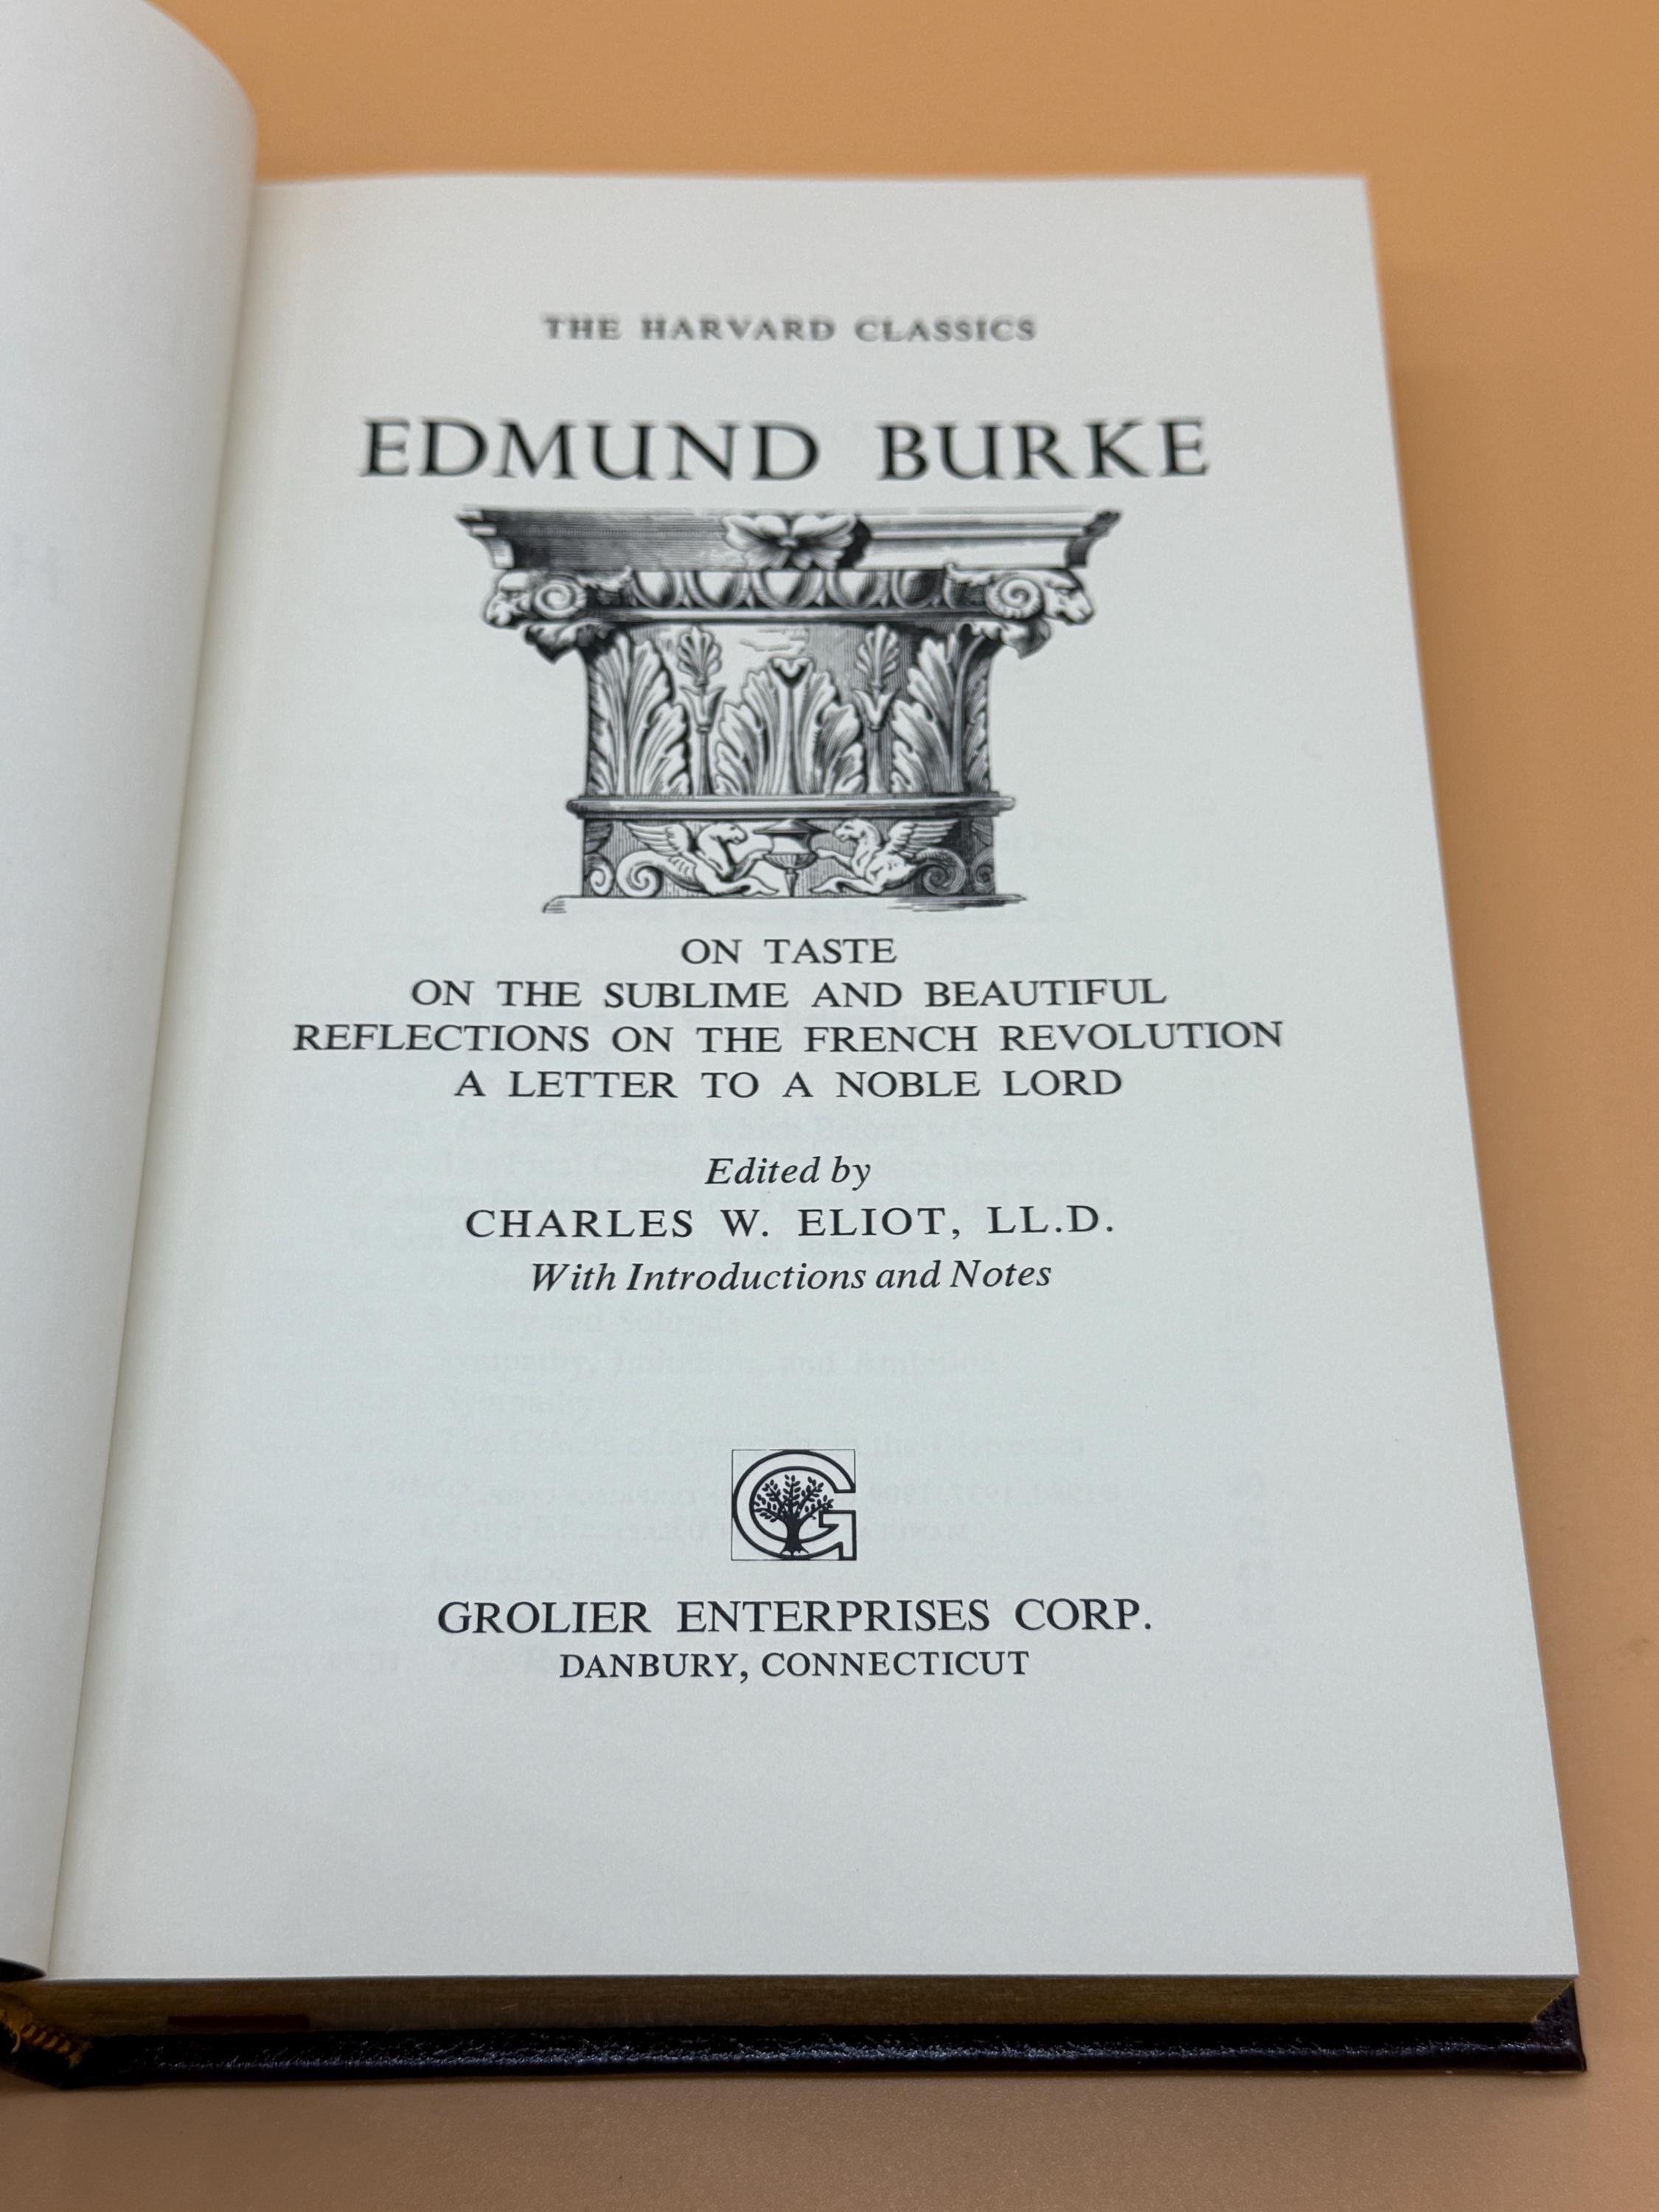 THE HARVARD CLASSICS
EDMUND BURKE
ON TASTE
ON THE SUBLIME AND BEAUTIFUL
REFLECTIONS ON THE FRENCH REVOLUTION
A LETTER TO A NOBLE LORD
Edited by
CHARLES W. ELIOT, LL.D.
With Introductions and Notes
G
GROLIER ENTERPRISES CORP.
DANBURY, CONNECTICUT